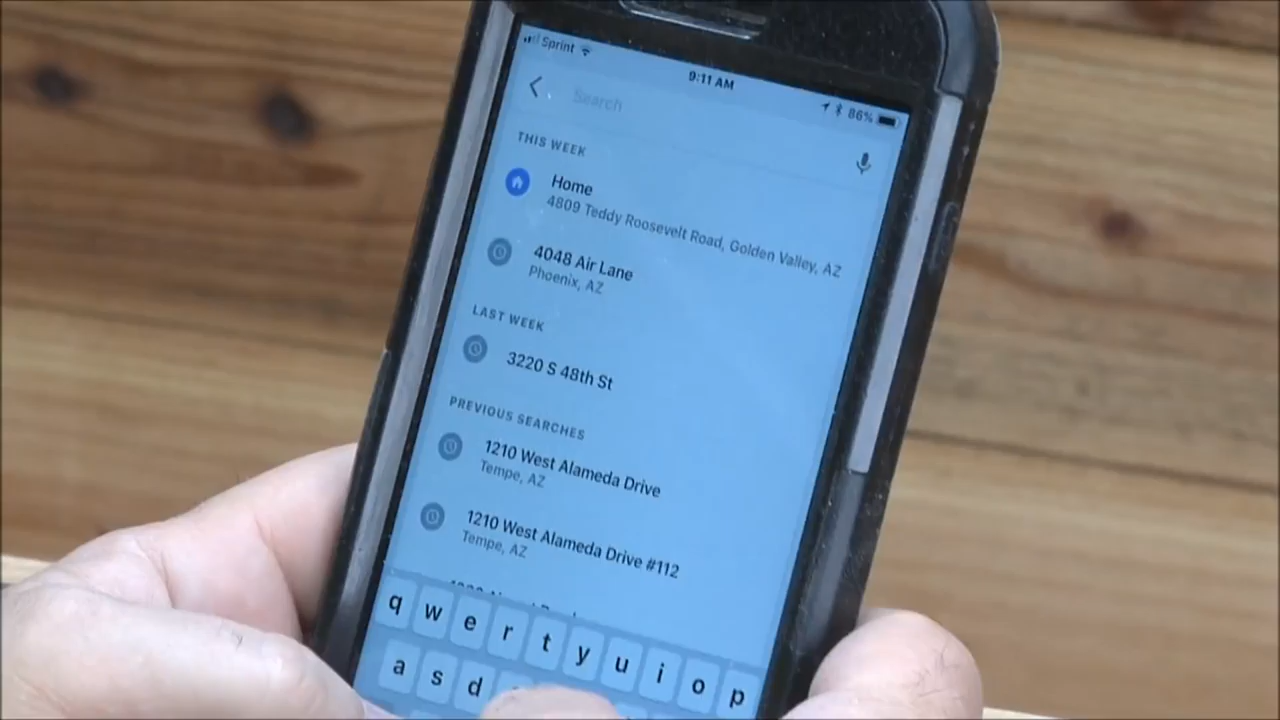 Sprint
9:11 AM
86%
Search
THIS WEEK
Home
4809 Teddy Roosevelt Road, Golden Valley, AZ
4048 Air Lane
Phoenix, AZ
LAST WEEK
3220 S 48th St
PREVIOUS SEARCHES
1210 West Alameda Drive
Tempe, AZ
1210 West Alameda Drive #112
Tempe, AZ
q w e r t y u i o p
a s d